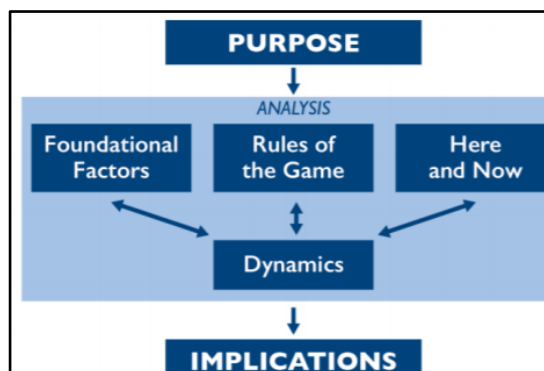 PURPOSE
ANALYSIS
Foundational
Factors
Rules of
the Game
Here
and Now
Dynamics
IMPLICATIONS